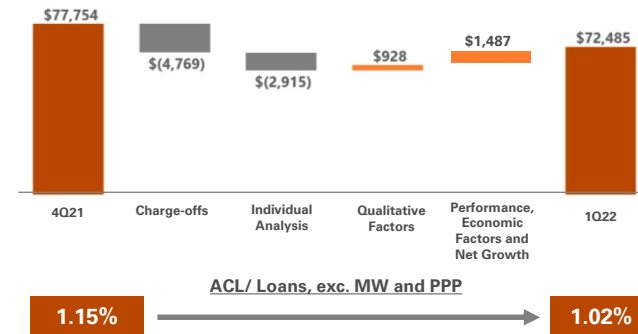 $77,754
$(4,769)
$(2,915)
$928
$1,487
$72,485
4Q21
Charge-offs
Individual
Analysis
Qualitative
Factors
Performance,
Economic
Factors and
Net Growth
1Q22
ACL/ Loans, exc. MW and PPP
1.15%
1.02%